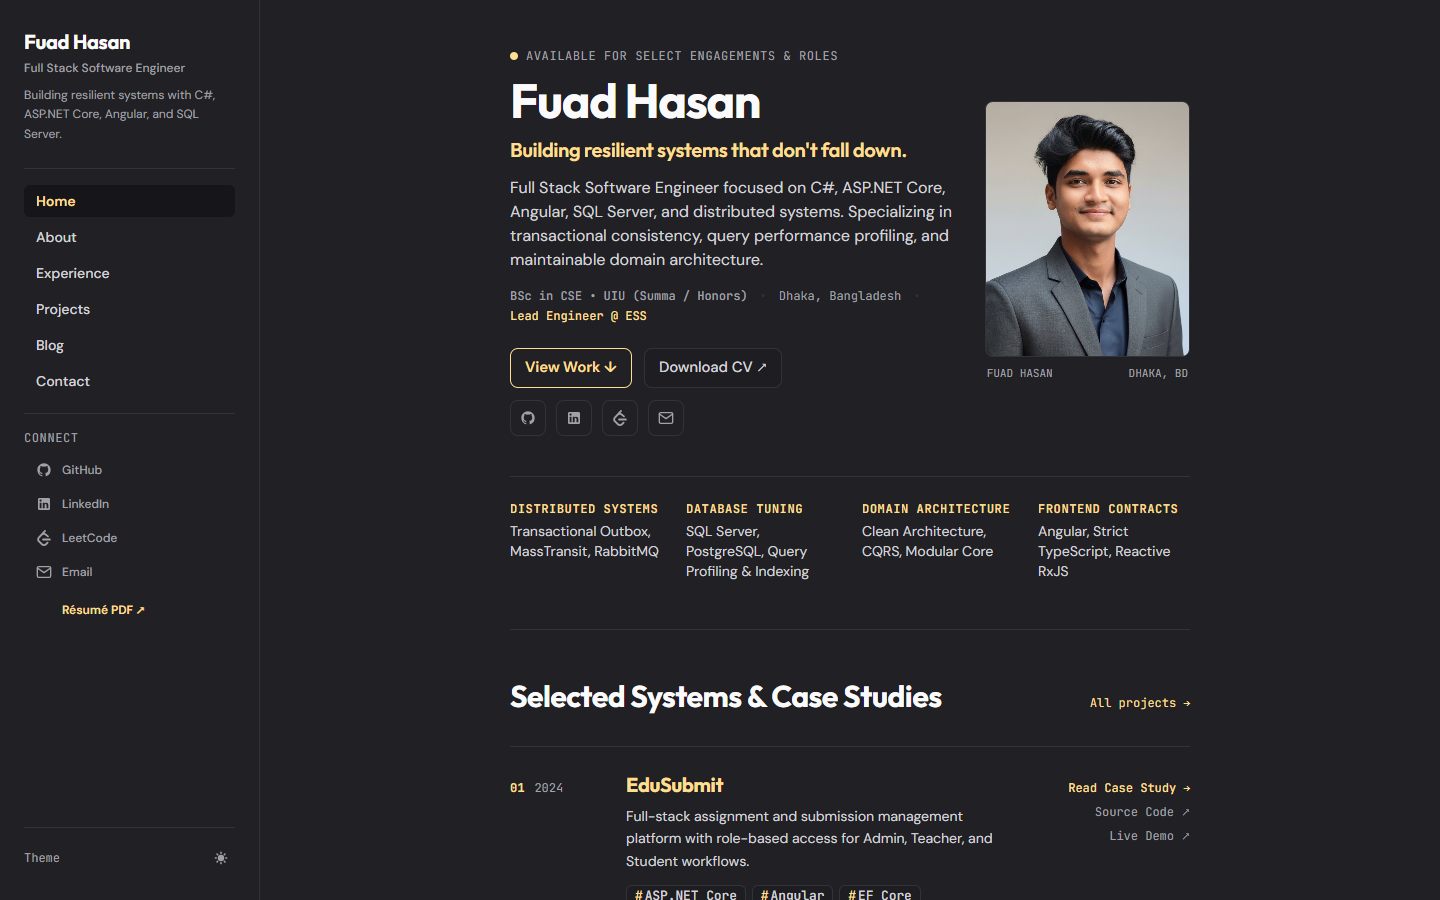 Fuad Hasan
Full Stack Software Engineer
Building resilient systems with C#,
ASP.NET Core, Angular, and SQL
Server.
Home
About
Experience
Projects
Blog
Contact
CONNECT
GitHub
LinkedIn
LeetCode
Email
Résumé PDF ↗
Theme
AVAILABLE FOR SELECT ENGAGEMENTS & ROLES
Fuad Hasan
Building resilient systems that don't fall down.
Full Stack Software Engineer focused on C#, ASP.NET Core,
Angular, SQL Server, and distributed systems. Specializing in
transactional consistency, query performance profiling, and
maintainable domain architecture.
BSc in CSE • UIU (Summa / Honors) · Dhaka, Bangladesh ·
Lead Engineer @ ESS
View Work ↓
Download CV ↗
FUAD HASAN
DHAKA, BD
DISTRIBUTED SYSTEMS
Transactional Outbox,
MassTransit, RabbitMQ
DATABASE TUNING
SQL Server,
PostgreSQL, Query
Profiling & Indexing
DOMAIN ARCHITECTURE
Clean Architecture,
CQRS, Modular Core
FRONTEND CONTRACTS
Angular, Strict
TypeScript, Reactive
RxJS
Selected Systems & Case Studies
All projects →
01 2024
EduSubmit
Full-stack assignment and submission management
platform with role-based access for Admin, Teacher, and
Student workflows.
#ASP.NET Core #Angular #EF Core
Read Case Study →
Source Code ↗
Live Demo ↗